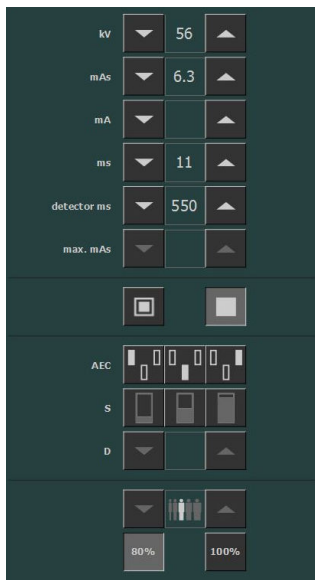 kV 56
mAs 6.3
mA
ms 11
detector ms 550
max. mAs
AEC
S
D
80% 100%